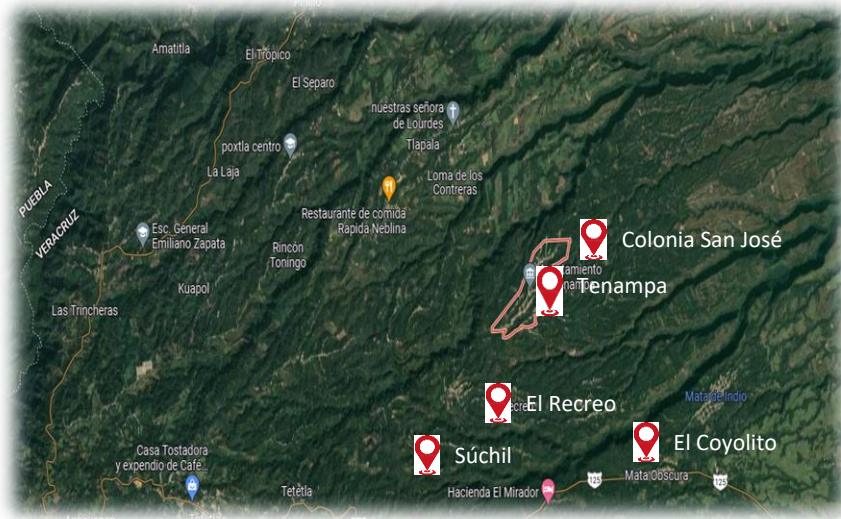 Amatitla
El Trópico
El Separo
nuestras señora
de Lourdes
poxtla centro
Tlapala
La Laja
Loma de los
Contreras
PUEBLA
VERACRUZ
Restaurante de comida
Rapida Neblina
Esc. General
Emiliano Zapata
Rincón
Toningo
Colonia San José
Kuapol
Tenampa
Las Trincheras
El Recreo
Mata de Indio
El Coyolito
Súchil
Casa Tostadora
y expendio de Café...
Mata Obscura
125
125
Tetetla
Hacienda El Mirador